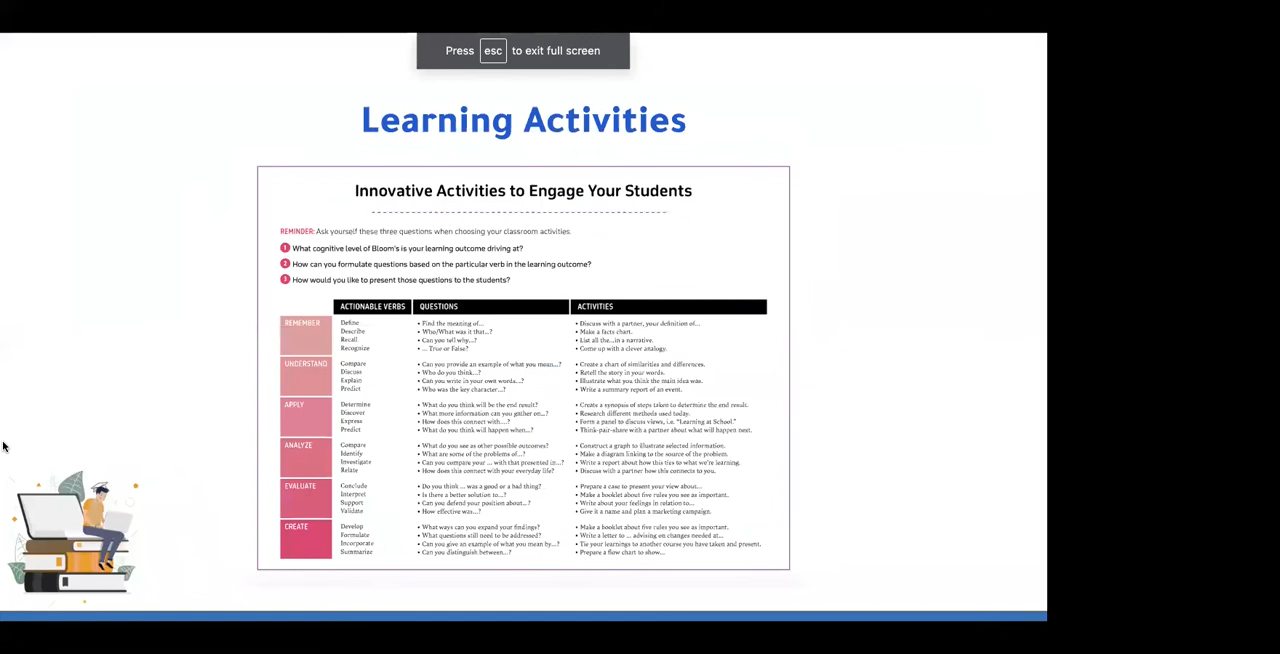 Press esc to exit full screen
Learning Activities
Innovative Activities to Engage Your Students
REMINDER: Ask yourself these three questions when choosing your classroom activities.
1 What cognitive level of Bloom's is your learning outcome driving at?
2 How can you formulate questions based on the particular verb in the learning outcome?
3 How would you like to present those questions to the students?
ACTIONABLE VERBS QUESTIONS ACTIVITIES
REMEMBER Define • Find the meaning of... • Discuss with a partner, your definition of...
Describe • Who/What was it that...? • Make a facts chart.
Recall • Can you tell why...? • List all the...in a narrative.
Recognize • ... True or False? • Come up with a clever analogy.
UNDERSTAND Compare • Can you provide an example of what you mean...? • Create a chart of similarities and differences.
Discuss • Who do you think...? • Retell the story in your words.
Explain • Can you write in your own words...? • Illustrate what you think the main idea was.
Predict • Who was the key character...? • Write a summary report of an event.
APPLY Determine • What do you think will be the end result? • Create a synopsis of steps taken to determine the end result.
Discover • What more information can you gather on...? • Research different methods used today.
Express • How does this connect with....? • Form a panel to discuss views, i.e. "Learning at School."
Predict • What do you think will happen when...? • Think-pair-share with a partner about what will happen next.
ANALYZE Compare • What do you see as other possible outcomes? • Construct a graph to illustrate selected information.
Identify • What are some of the problems of...? • Make a diagram linking to the source of the problem.
Investigate • Can you compare your ... with that presented in...? • Write a report about how this ties to what we're learning.
Relate • How does this connect with your everyday life? • Discuss with a partner how this connects to you.
EVALUATE Conclude • Do you think ... was a good or a bad thing? • Prepare a case to present your view about...
Interpret • Is there a better solution to...? • Make a booklet about five rules you see as important.
Support • Can you defend your position about...? • Write about your feelings in relation to...
Validate • How effective was...? • Give it a name and plan a marketing campaign.
CREATE Develop • What ways can you expand your findings? • Make a booklet about five rules you see as important.
Formulate • What questions still need to be addressed? • Write a letter to ... advising on changes needed at...
Incorporate • Can you give an example of what you mean by...? • Tie your learnings to another course you have taken and present.
Summarize • Can you distinguish between...? • Prepare a flow chart to show...